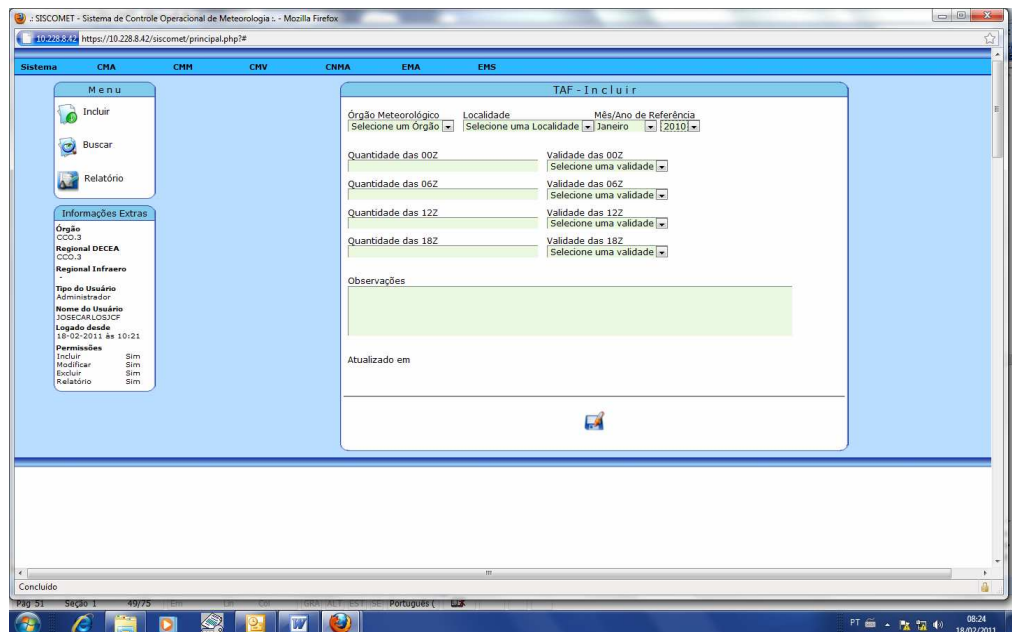 .: SISCOMET - Sistema de Controle Operacional de Meteorologia :. - Mozilla Firefox
10.228.8.42 https://10.228.8.42/siscomet/principal.php?#
Sistema CMA CMM CMV CNMA EMA EMS
Menu
Incluir
Buscar
Relatório
Informações Extras
Órgão
CCO.3
Regional DECEA
CCO.3
Regional Infraero
-
Tipo do Usuário
Administrador
Nome do Usuário
JOSECARLOSJCF
Logado desde
18-02-2011 às 10:21
Permissões
Incluir Sim
Modificar Sim
Excluir Sim
Relatório Sim
TAF - Incluir
Órgão Meteorológico Localidade Mês/Ano de Referência
Selecione um Órgão Selecione uma Localidade Janeiro 2010
Quantidade das 00Z Validade das 00Z
Selecione uma validade
Quantidade das 06Z Validade das 06Z
Selecione uma validade
Quantidade das 12Z Validade das 12Z
Selecione uma validade
Quantidade das 18Z Validade das 18Z
Selecione uma validade
Observações
Atualizado em
Concluído
Pág 51 Seção 1 49/75 Em Lin Col GRA ALT EST SE Português (
PT 08:24
18/02/2011